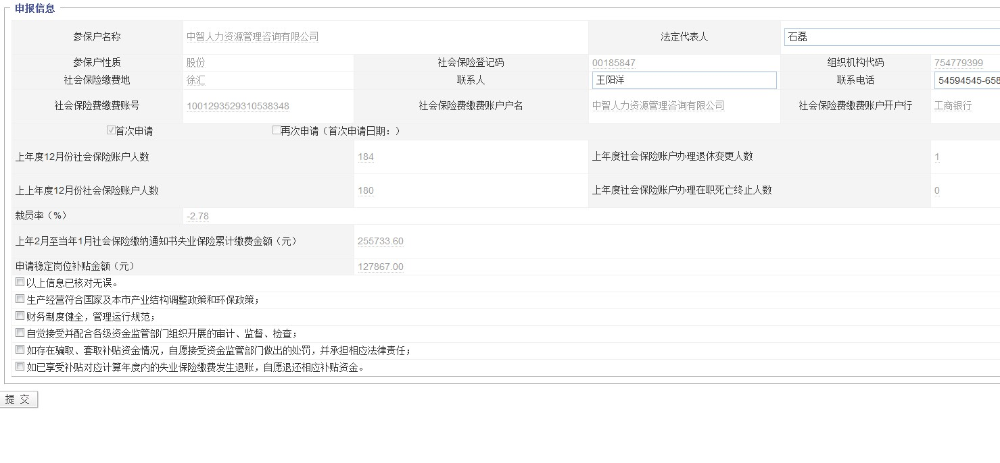 申报信息
参保户名称 中智人力资源管理咨询有限公司 法定代表人 石磊
参保户性质 股份 社会保险登记码 00185847 组织机构代码 754779399
社会保险缴费地 徐汇 联系人 王阳洋 联系电话 54594545-658
社会保险费缴费账号 1001293529310538348 社会保险费缴费账户户名 中智人力资源管理咨询有限公司 社会保险费缴费账户开户行 工商银行
首次申请 再次申请（首次申请日期：）
上年度12月份社会保险账户人数 184 上年度社会保险账户办理退休变更人数 1
上上年度12月份社会保险账户人数 180 上年度社会保险账户办理在职死亡终止人数 0
裁员率（%） -2.78
上年2月至当年1月社会保险缴纳通知书失业保险累计缴费金额（元） 255733.60
申请稳定岗位补贴金额（元） 127867.00
以上信息已核对无误。
生产经营符合国家及本市产业结构调整政策和环保政策；
财务制度健全，管理运行规范；
自觉接受并配合各级资金监管部门组织开展的审计、监督、检查；
如存在骗取、套取补贴资金情况，自愿接受资金监管部门做出的处罚，并承担相应法律责任；
如已享受补贴对应计算年度内的失业保险缴费发生退账，自愿退还相应补贴资金。
提 交